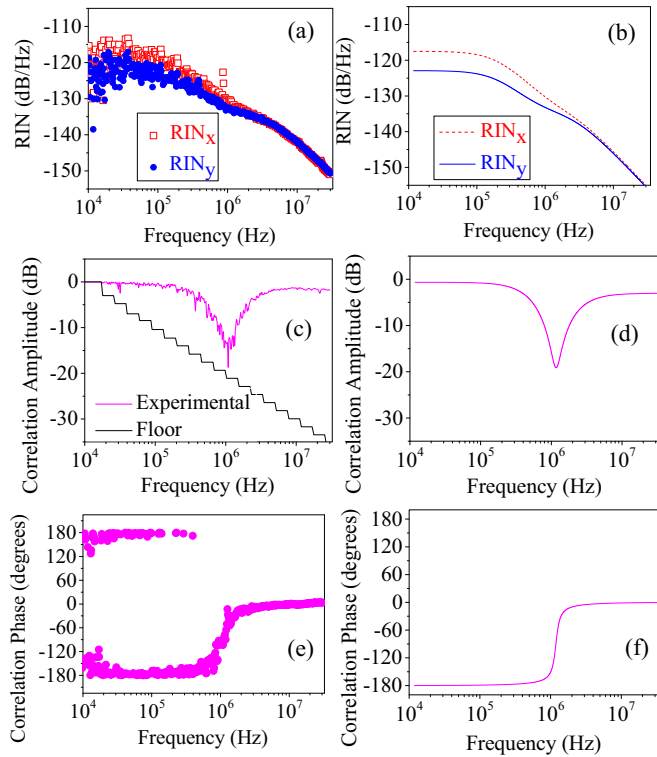 (a)
RIN (dB/Hz)
-110
-120
-130
-140
-150
RINx
RINy
10^4 10^5 10^6 10^7
Frequency (Hz)
(b)
RIN (dB/Hz)
-110
-120
-130
-140
-150
RINx
RINy
10^4 10^5 10^6 10^7
Frequency (Hz)
(c)
Correlation Amplitude (dB)
0
-10
-20
-30
Experimental
Floor
10^4 10^5 10^6 10^7
Frequency (Hz)
(d)
Correlation Amplitude (dB)
0
-10
-20
-30
10^4 10^5 10^6 10^7
Frequency (Hz)
(e)
Correlation Phase (degrees)
180
120
60
0
-60
-120
-180
10^4 10^5 10^6 10^7
Frequency (Hz)
(f)
Correlation Phase (degrees)
180
120
60
0
-60
-120
-180
10^4 10^5 10^6 10^7
Frequency (Hz)